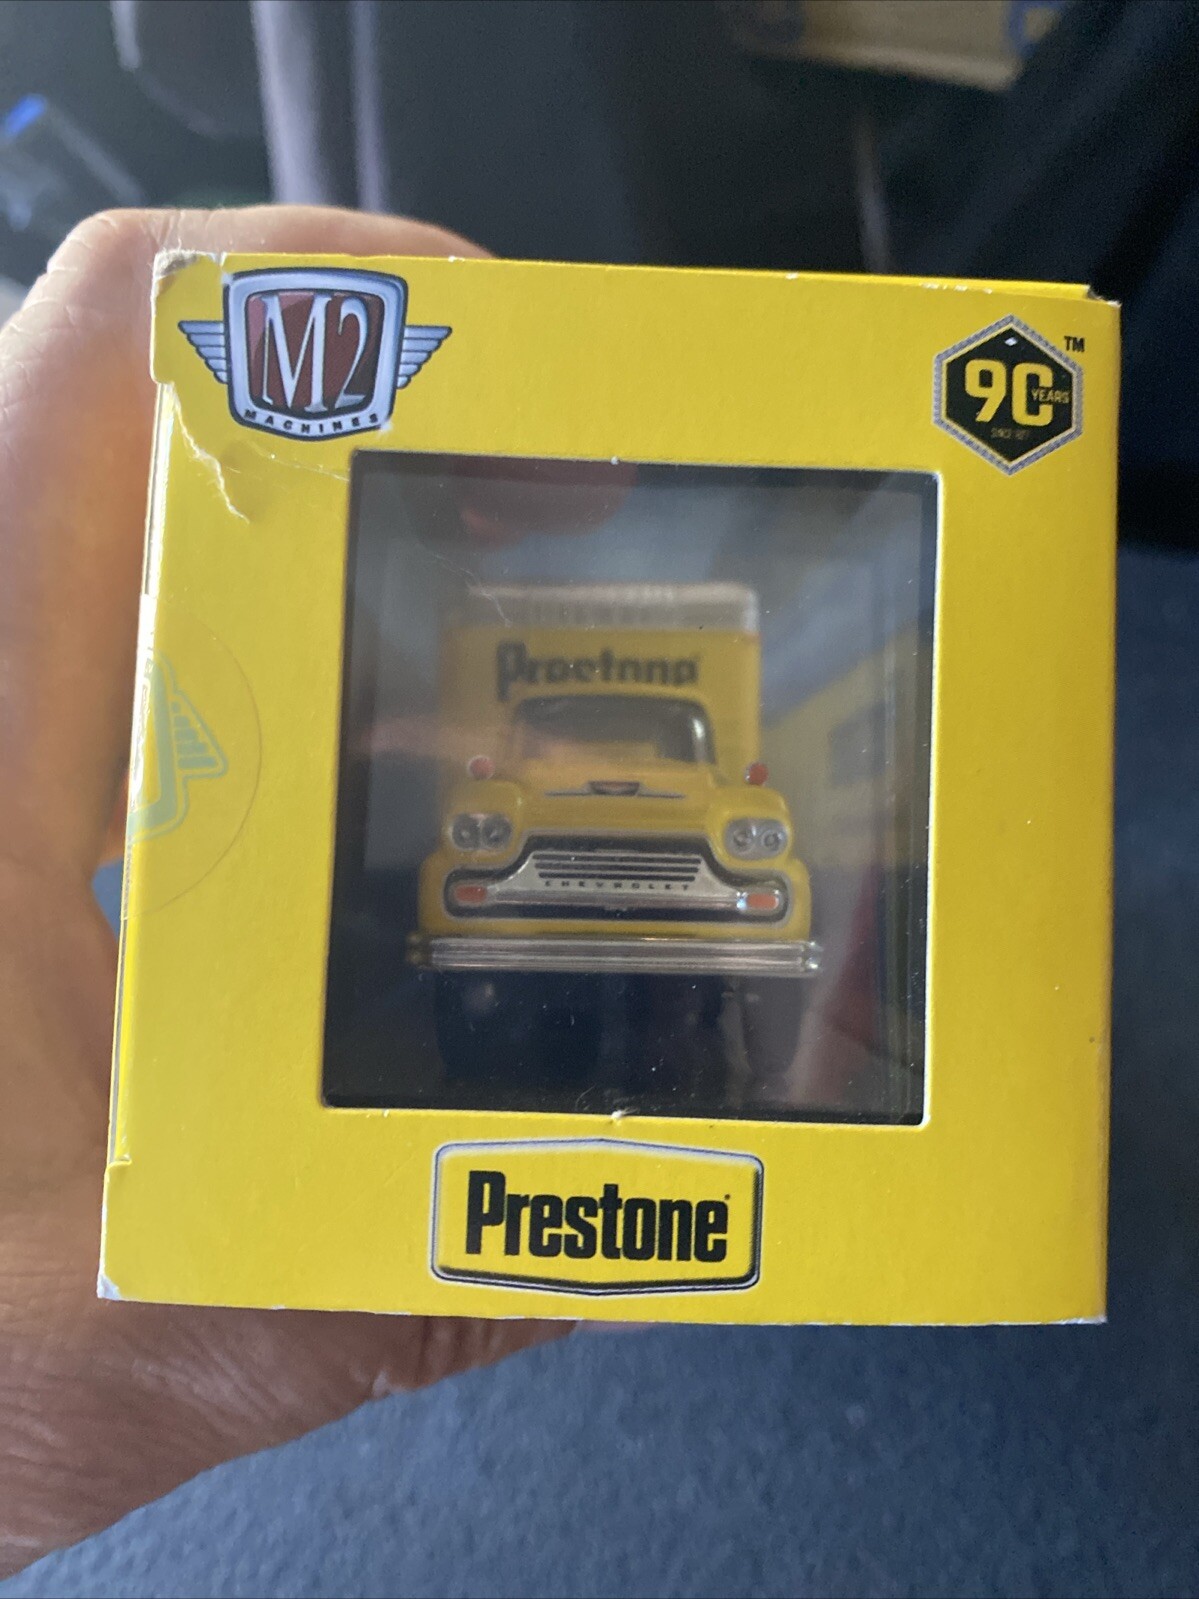 M2
MACHINES
TM
90
YEARS
Prestone
CHEVROLET
Prestone